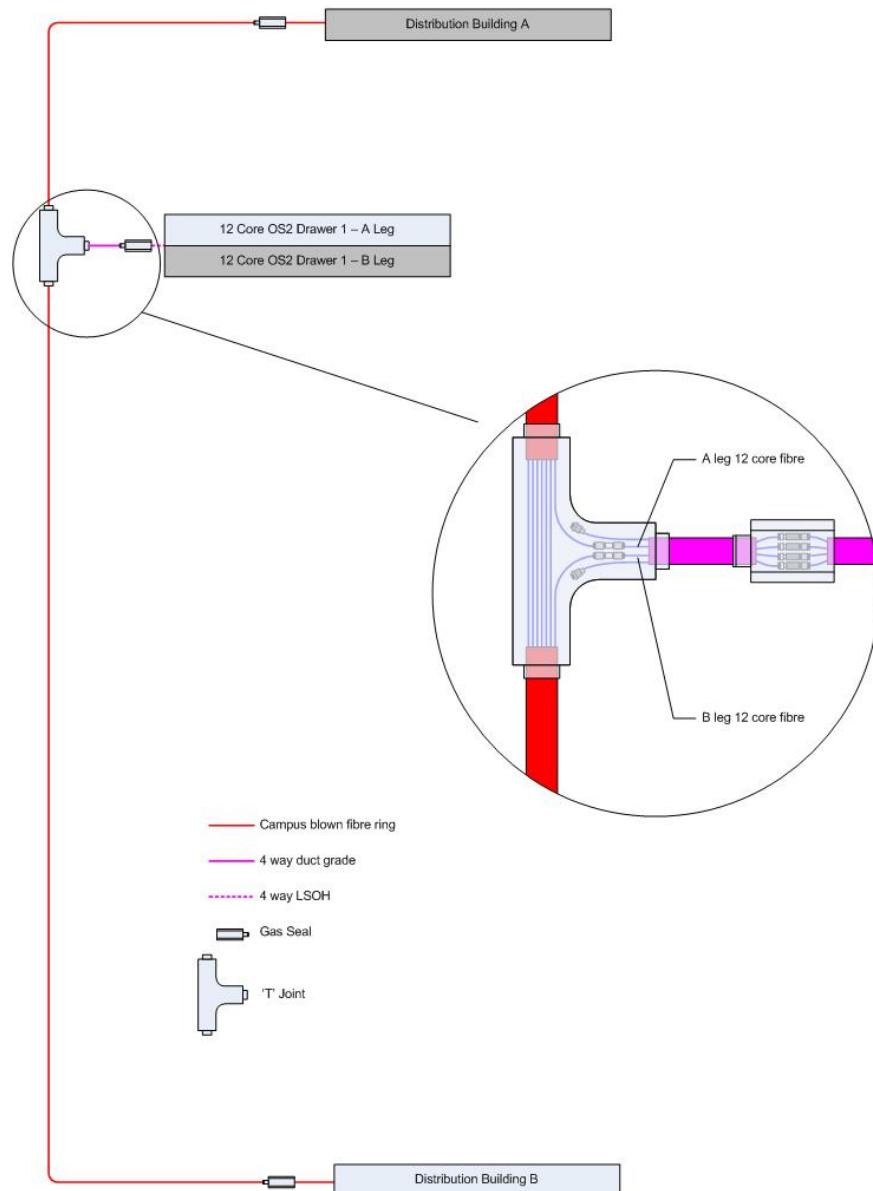 Distribution Building A
12 Core OS2 Drawer 1 – A Leg
12 Core OS2 Drawer 1 – B Leg
A leg 12 core fibre
B leg 12 core fibre
Campus blown fibre ring
4 way duct grade
4 way LSOH
Gas Seal
'T' Joint
Distribution Building B